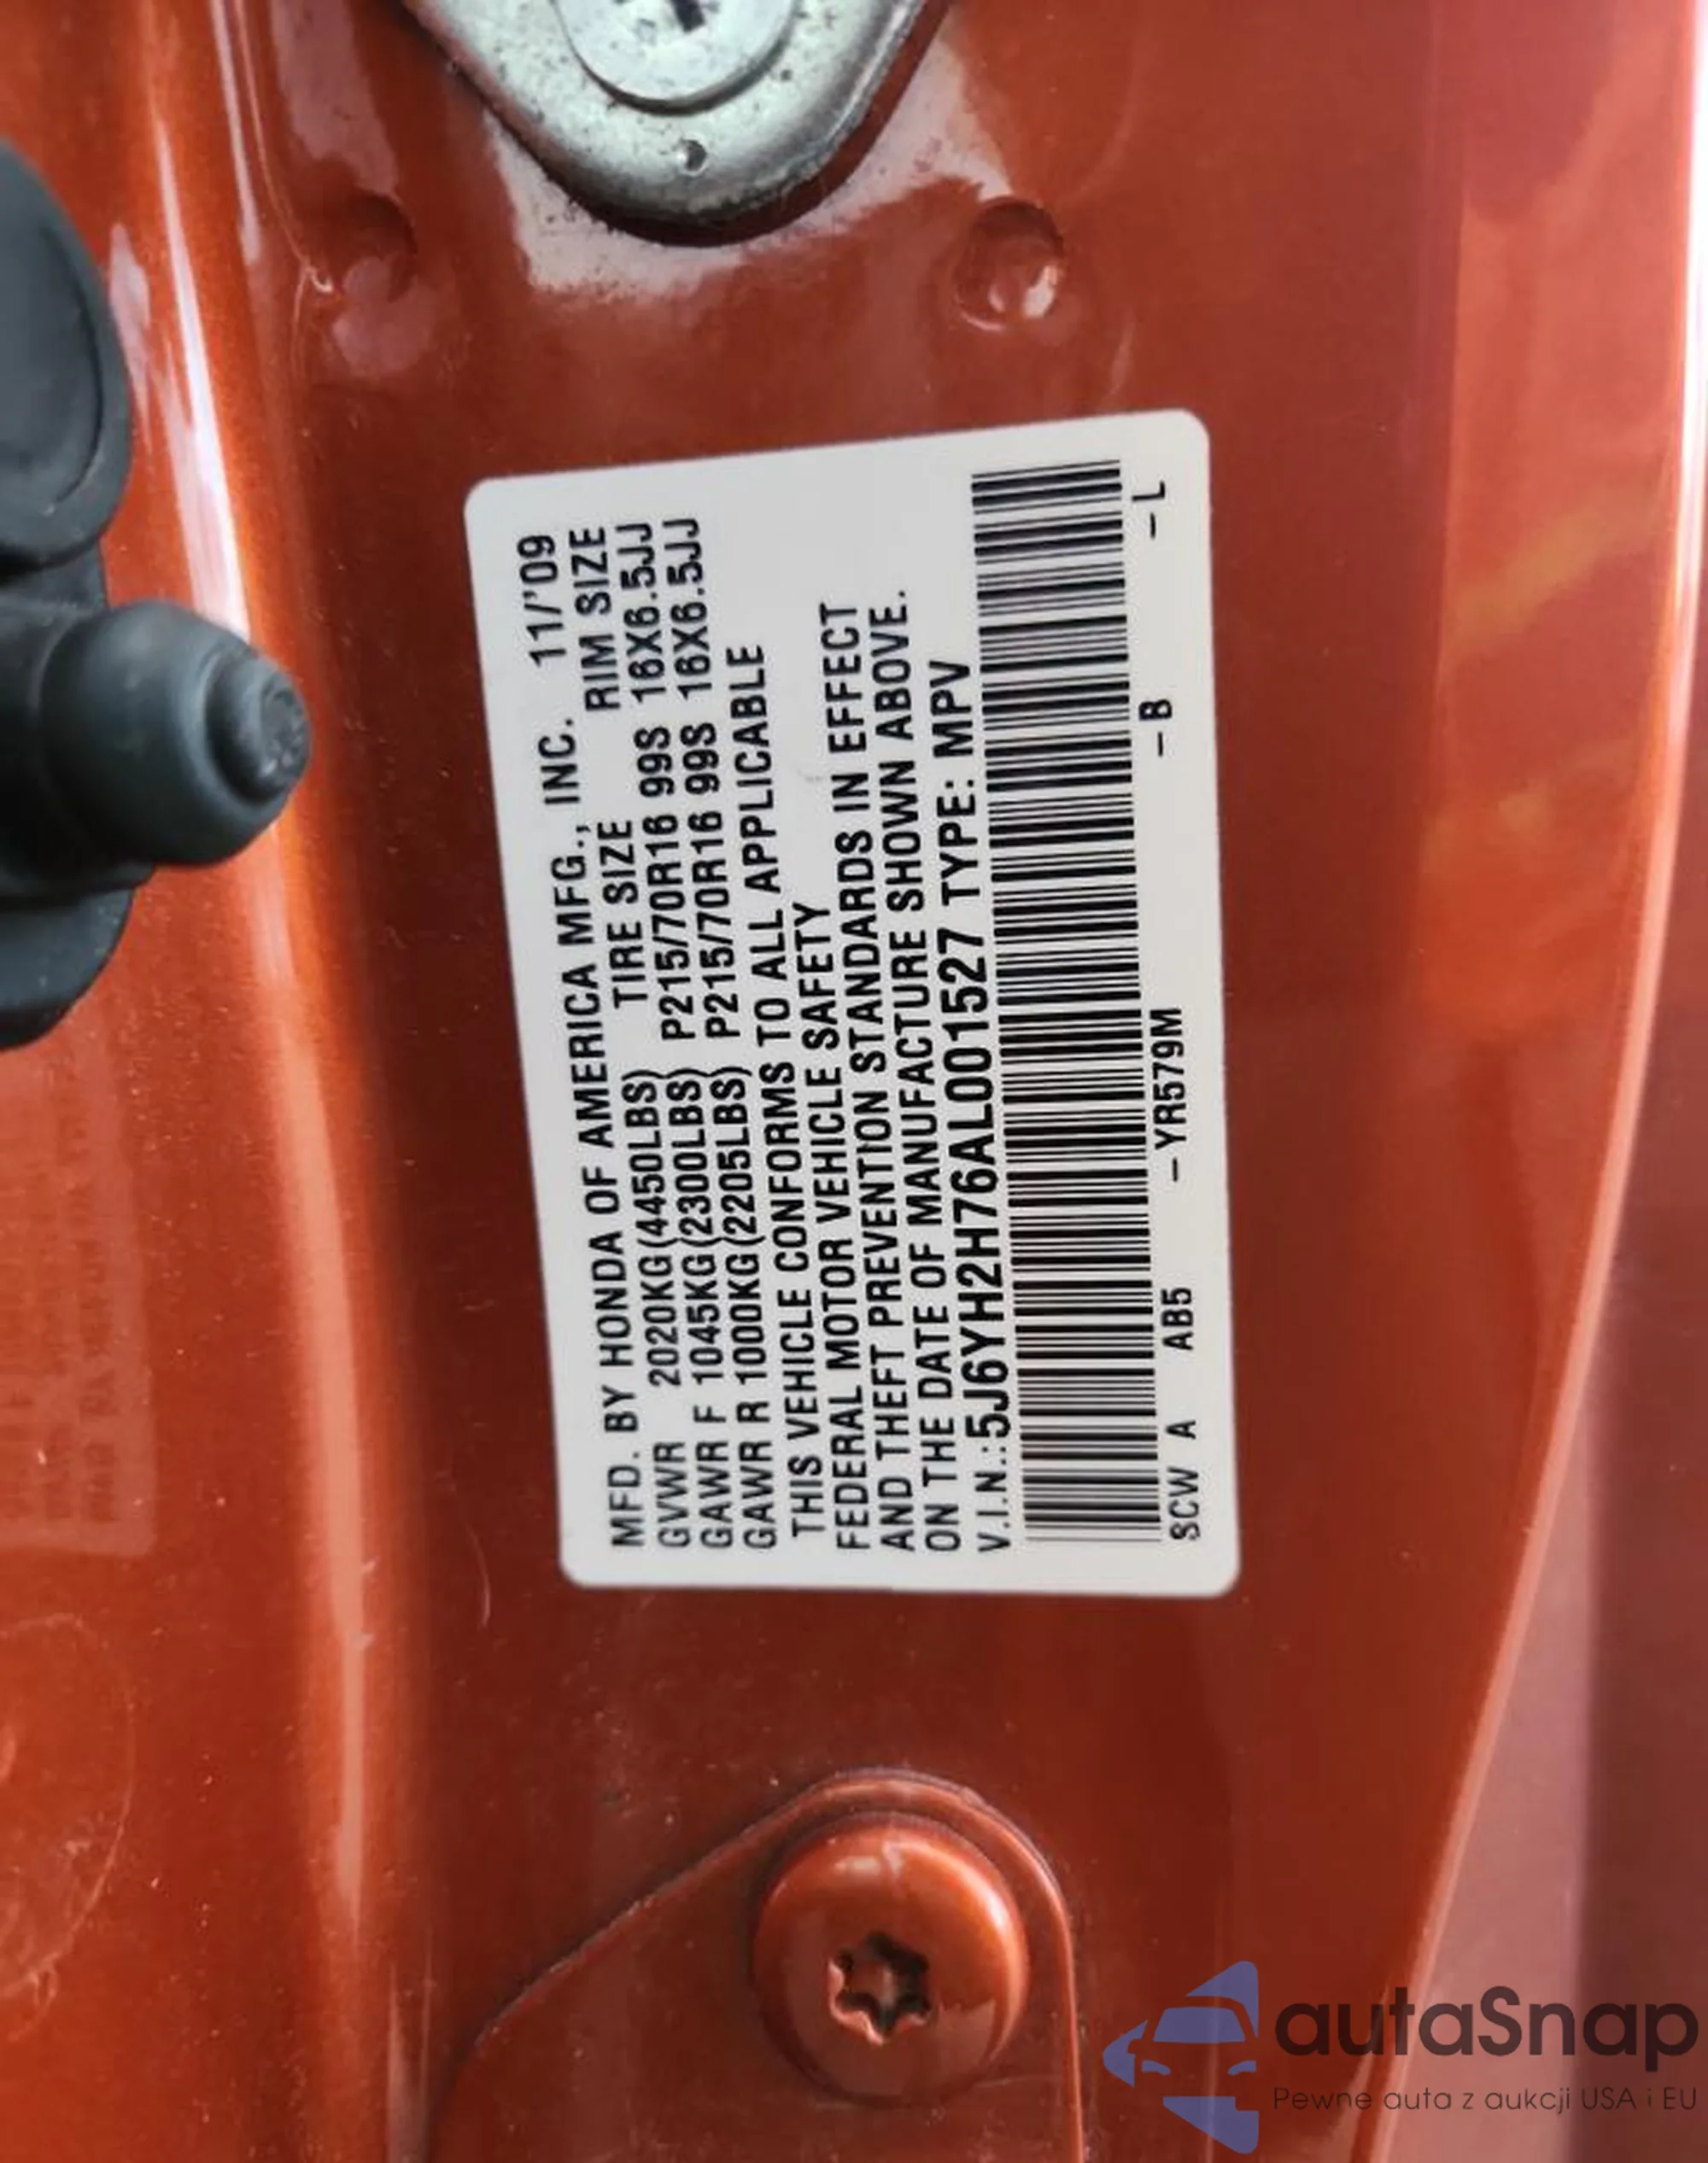 MFD. BY HONDA OF AMERICA MFG., INC. 11/'09
TIRE SIZE RIM SIZE
GVWR 2020KG(4450LBS)
GAWR F 1045KG(2300LBS) P215/70R16 99S 16X6.5JJ
GAWR R 1000KG(2205LBS) P215/70R16 99S 16X6.5JJ
THIS VEHICLE CONFORMS TO ALL APPLICABLE
FEDERAL MOTOR VEHICLE SAFETY
AND THEFT PREVENTION STANDARDS IN EFFECT
ON THE DATE OF MANUFACTURE SHOWN ABOVE.
V.I.N.:5J6YH2H76AL001527 TYPE: MPV
SCW A AB5 -YR579M -B -L
autaSnap
Pewne auta z aukcji USA i EU